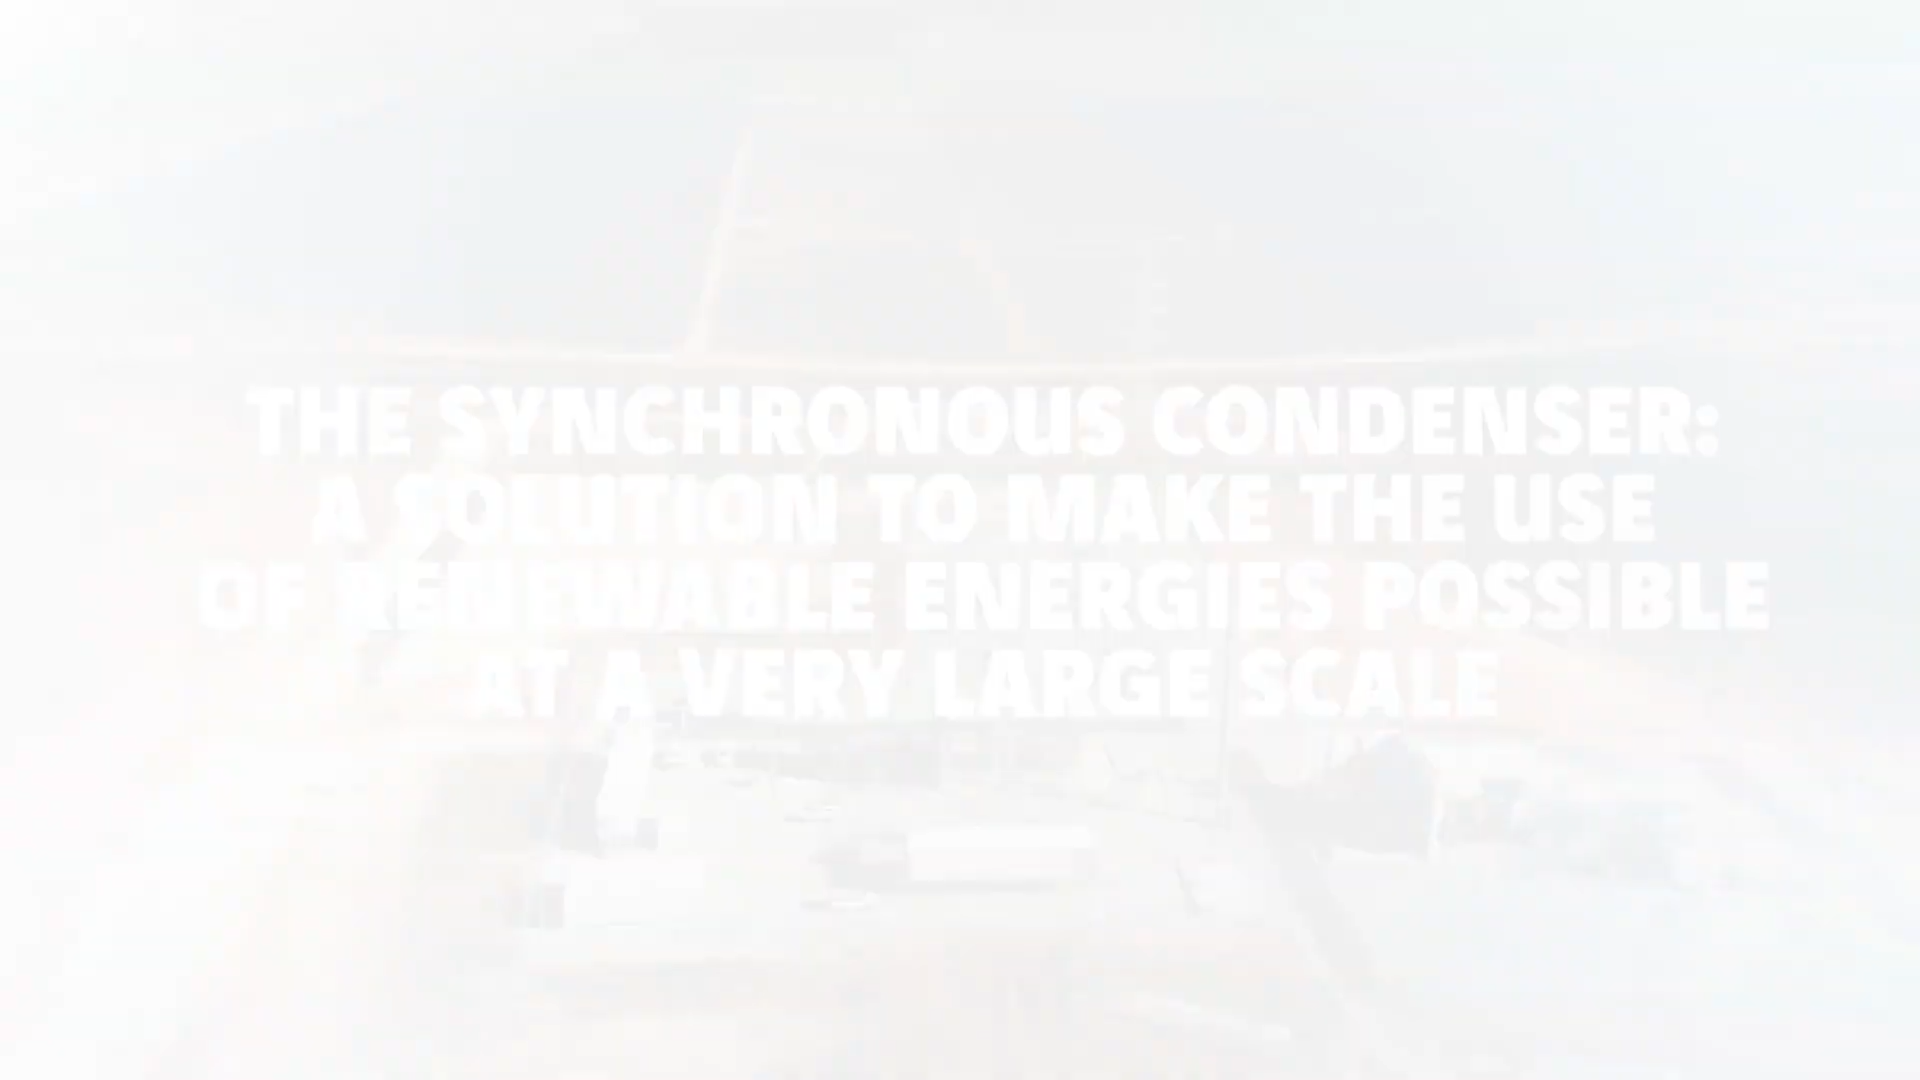 THE SYNCHRONOUS CONDENSER:
A SOLUTION TO MAKE THE USE
OF RENEWABLE ENERGIES POSSIBLE
AT A VERY LARGE SCALE